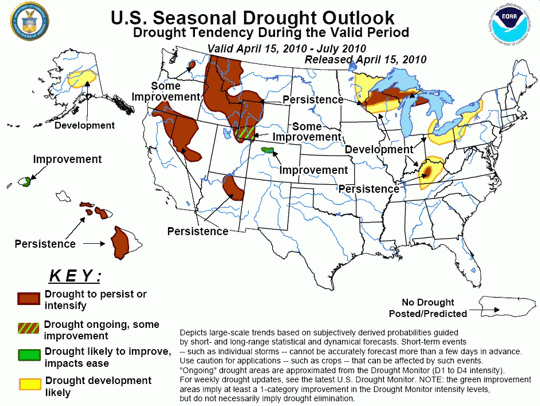 U.S. Seasonal Drought Outlook
Drought Tendency During the Valid Period
Valid April 15, 2010 - July 2010
Released April 15, 2010
Some
Improvement
Persistence
Development
Some
Improvement
Development
Improvement
Improvement
Persistence
Persistence
Persistence
KEY:
Drought to persist or
intensify
Drought ongoing, some
improvement
Drought likely to improve,
impacts ease
Drought development
likely
No Drought
Posted/Predicted
Depicts large-scale trends based on subjectively derived probabilities guided
by short- and long-range statistical and dynamical forecasts. Short-term events
-- such as individual storms -- cannot be accurately forecast more than a few days in advance.
Use caution for applications -- such as crops -- that can be affected by such events.
"Ongoing" drought areas are approximated from the Drought Monitor (D1 to D4 intensity).
For weekly drought updates, see the latest U.S. Drought Monitor. NOTE: the green improvement
areas imply at least a 1-category improvement in the Drought Monitor intensity levels,
but do not necessarily imply drought elimination.